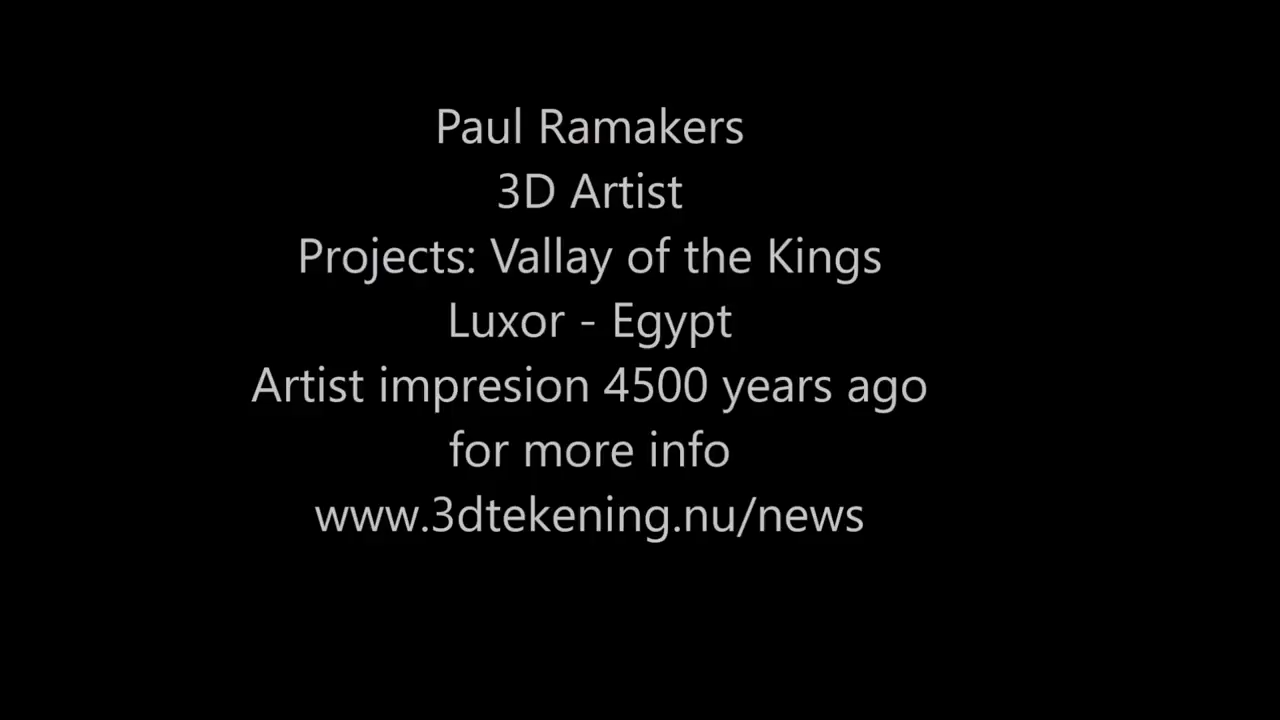 Paul Ramakers
3D Artist
Projects: Vallay of the Kings
Luxor - Egypt
Artist impresion 4500 years ago
for more info
www.3dtekening.nu/news